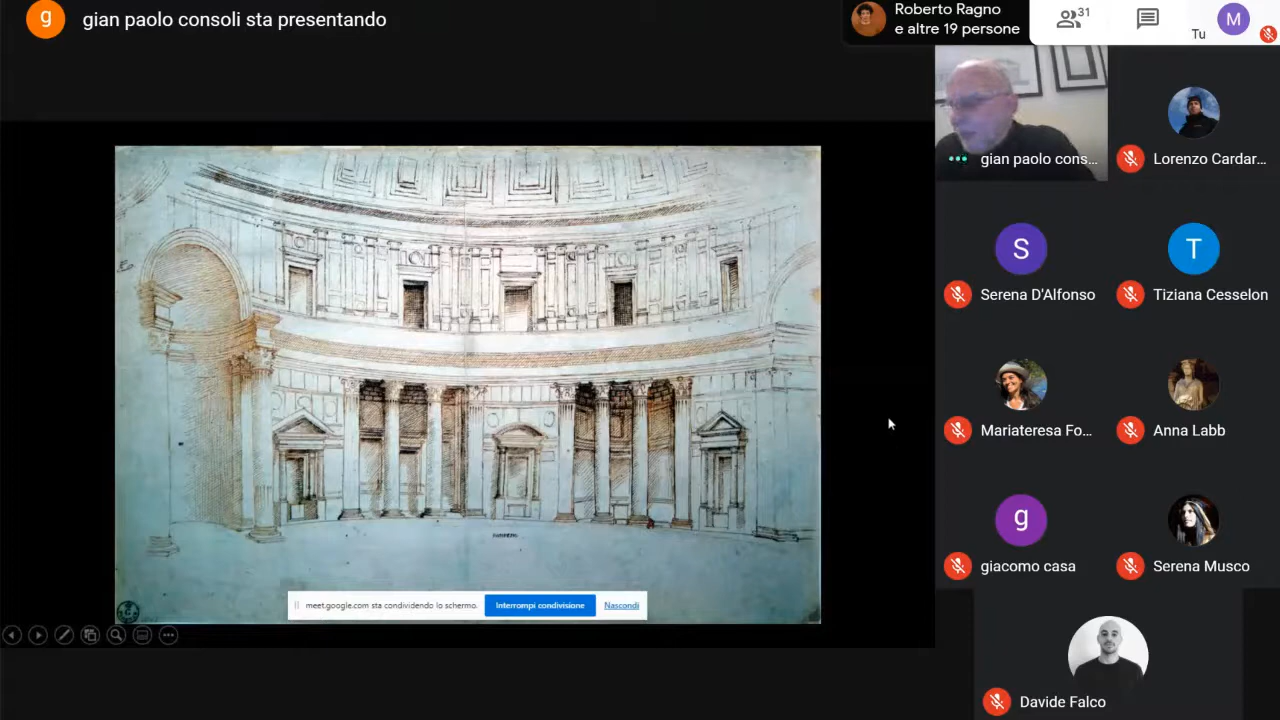 g
gian paolo consoli sta presentando
Roberto Ragno
e altre 19 persone
31
Tu
M
gian paolo cons...
Lorenzo Cardar...
S
Serena D'Alfonso
T
Tiziana Cesselon
Mariateresa Fo...
Anna Labb
g
giacomo casa
Serena Musco
Davide Falco
meet.google.com sta condividendo lo schermo.
Interrompi condivisione
Nascondi